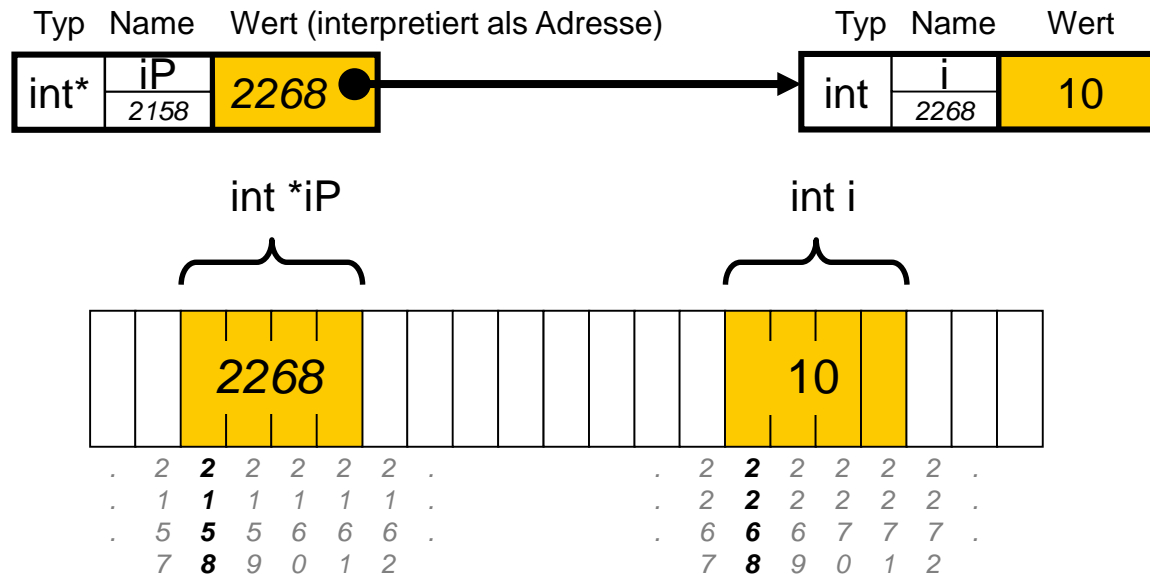 Typ Name Wert (interpretiert als Adresse) Typ Name Wert
int* iP 2158 2268 int i 2268 10
int *iP int i
2268 10
. 2 2 2 2 2 2 . . 2 2 2 2 2 2 .
. 1 1 1 1 1 1 . . 2 2 2 2 2 2 .
. 5 5 5 6 6 6 . . 6 6 6 7 7 7 .
7 8 9 0 1 2 7 8 9 0 1 2